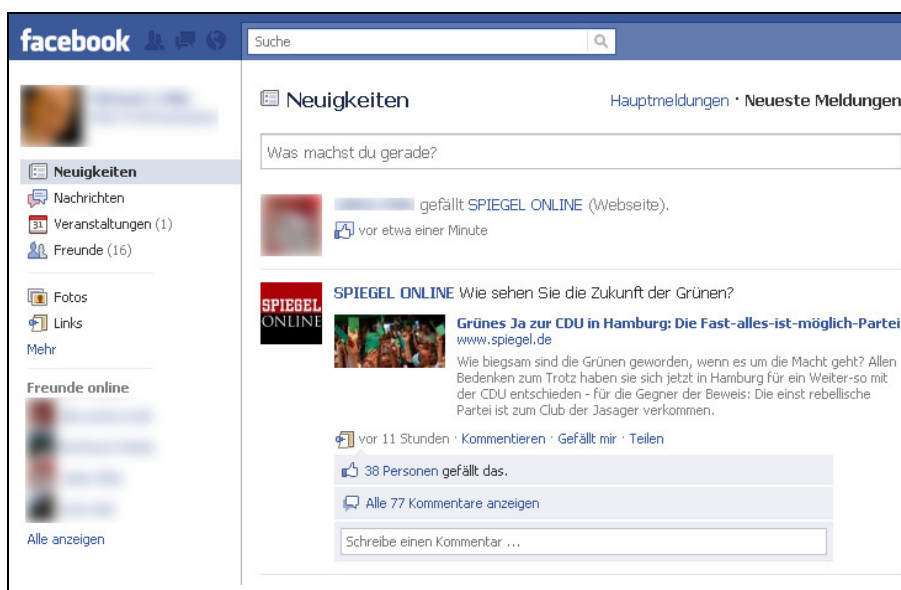 facebook
Suche
Neuigkeiten
Nachrichten
31 Veranstaltungen (1)
Freunde (16)
Fotos
Links
Mehr
Freunde online
Alle anzeigen
Neuigkeiten
Hauptmeldungen · Neueste Meldungen
Was machst du gerade?
gefällt SPIEGEL ONLINE (Webseite).
vor etwa einer Minute
SPIEGEL
ONLINE
SPIEGEL ONLINE Wie sehen Sie die Zukunft der Grünen?
Grünes Ja zur CDU in Hamburg: Die Fast-alles-ist-möglich-Partei
www.spiegel.de
Wie biegsam sind die Grünen geworden, wenn es um die Macht geht? Allen
Bedenken zum Trotz haben sie sich jetzt in Hamburg für ein Weiter-so mit
der CDU entschieden - für die Gegner der Beweis: Die einst rebellische
Partei ist zum Club der Jasager verkommen.
vor 11 Stunden · Kommentieren · Gefällt mir · Teilen
38 Personen gefällt das.
Alle 77 Kommentare anzeigen
Schreibe einen Kommentar ...